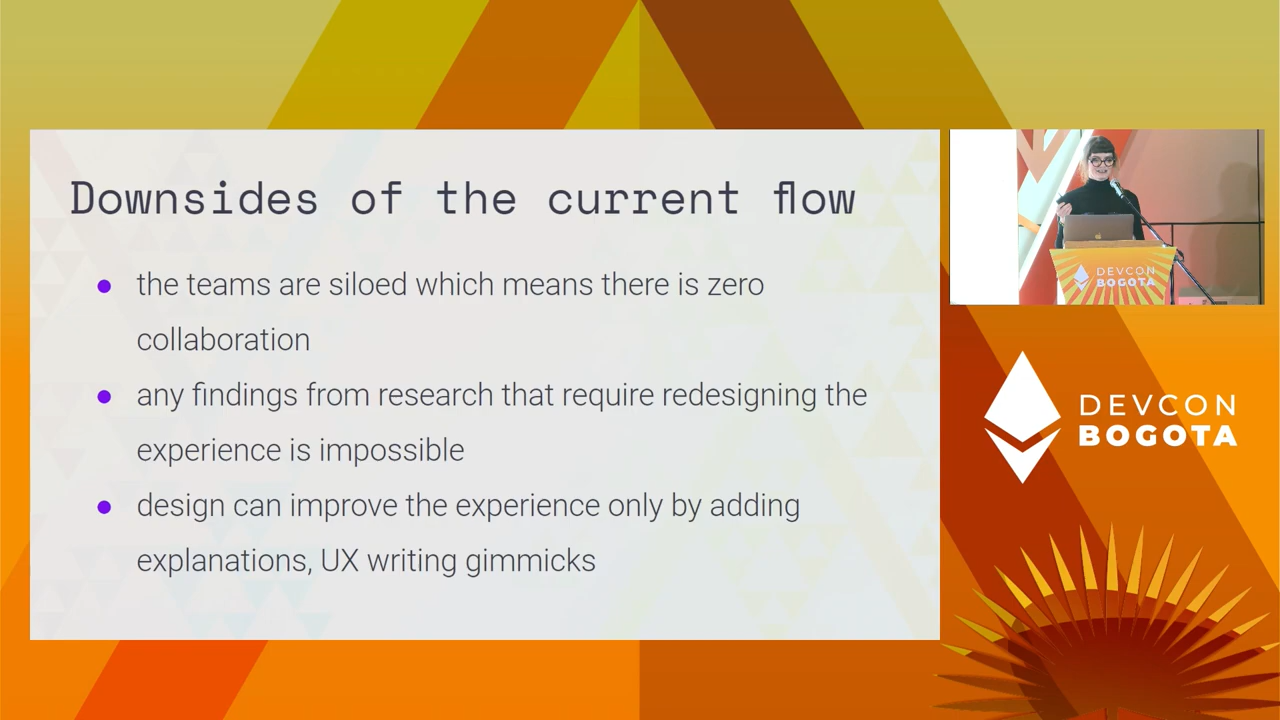 Downsides of the current flow
the teams are siloed which means there is zero
collaboration
any findings from research that require redesigning the
experience is impossible
design can improve the experience only by adding
explanations, UX writing gimmicks
DEVCON
BOGOTA
DEVCON
BOGOTA